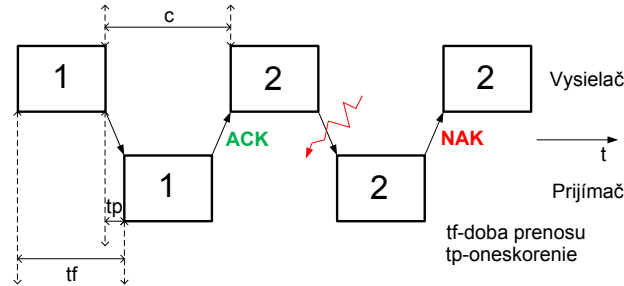 c
1
2
2
Vysielač
ACK
NAK
t
1
2
Prijímač
tp
tf-doba prenosu
tp-oneskorenie
tf